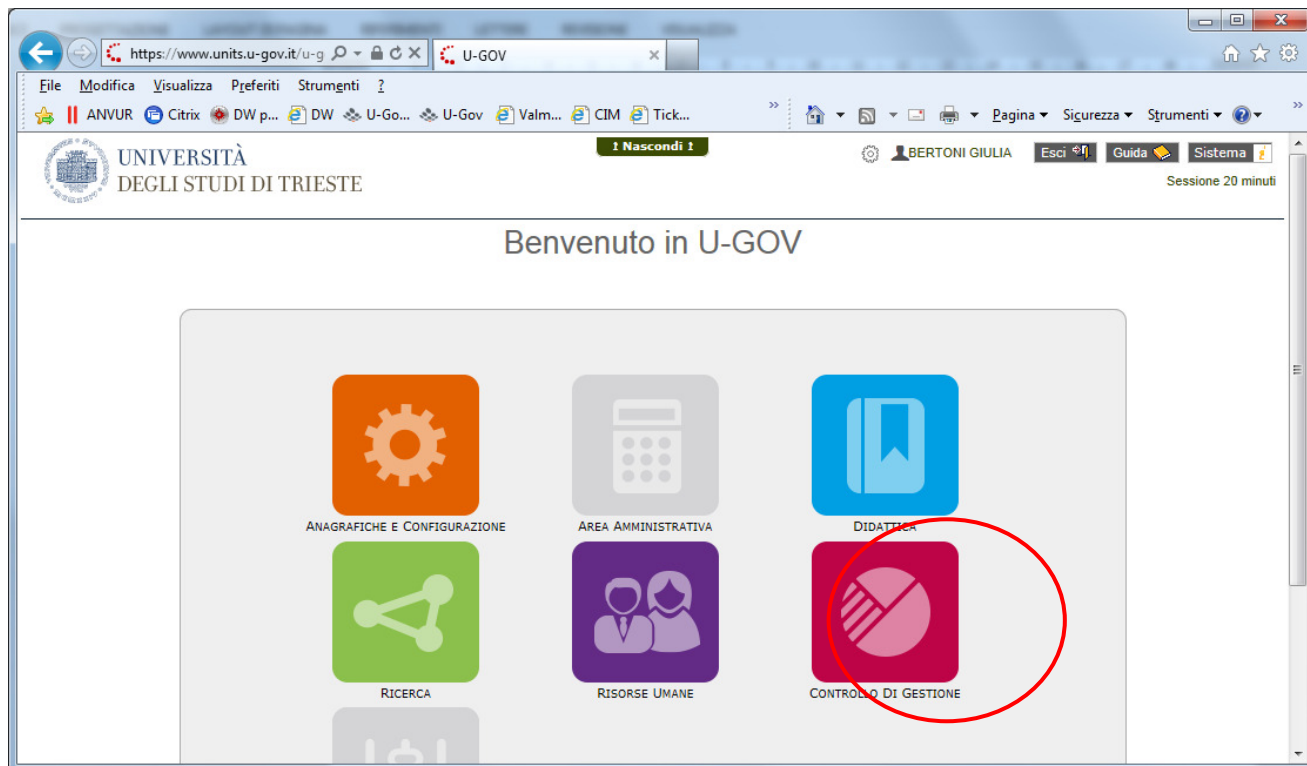 https://www.units.u-gov.it/u-g
U-GOV
File Modifica Visualizza Preferiti Strumenti ?
ANVUR Citrix DW p... DW U-Go... U-Gov Valm... CIM Tick... » Pagina Sicurezza Strumenti »
UNIVERSITÀ
DEGLI STUDI DI TRIESTE
Nascondi
BERTONI GIULIA Esci Guida Sistema
Sessione 20 minuti
Benvenuto in U-GOV
ANAGRAFICHE E CONFIGURAZIONE AREA AMMINISTRATIVA DIDATTICA
RICERCA RISORSE UMANE CONTROLLO DI GESTIONE